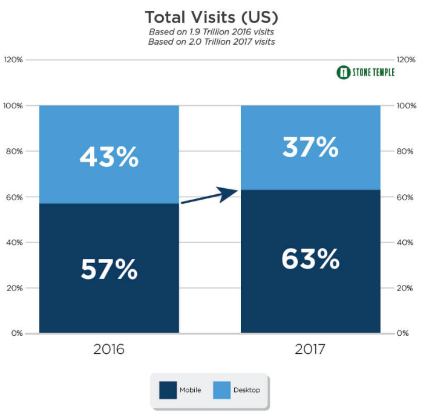 Total Visits (US)
Based on 1.9 Trillion 2016 visits
Based on 2.0 Trillion 2017 visits
120% 120%
STONE TEMPLE
100% 100%
43% 37%
80% 80%
60% 60%
57% 63%
40% 40%
20% 20%
0% 0%
2016 2017
Mobile Desktop